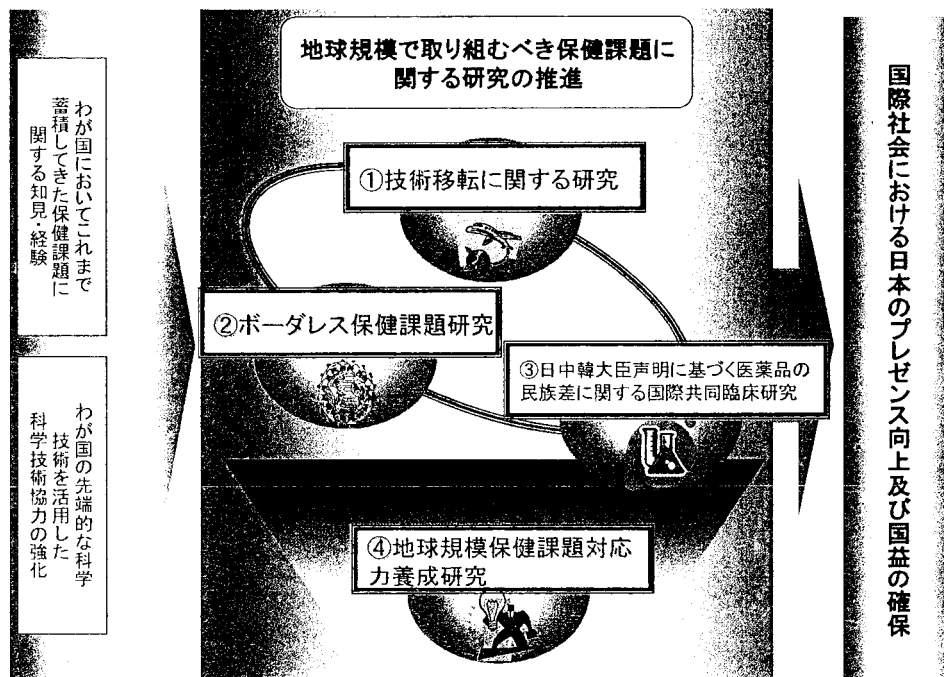 地球規模で取り組むべき保健課題に
関する研究の推進
わが国においてこれまで
蓄積してきた保健課題に
関する知見・経験
わが国の先端的な科学
技術を活用した
科学技術協力の強化
①技術移転に関する研究
②ボーダレス保健課題研究
③日中韓大臣声明に基づく医薬品の
民族差に関する国際共同臨床研究
④地球規模保健課題対応
力養成研究
国際社会における日本のプレゼンス向上及び国益の確保